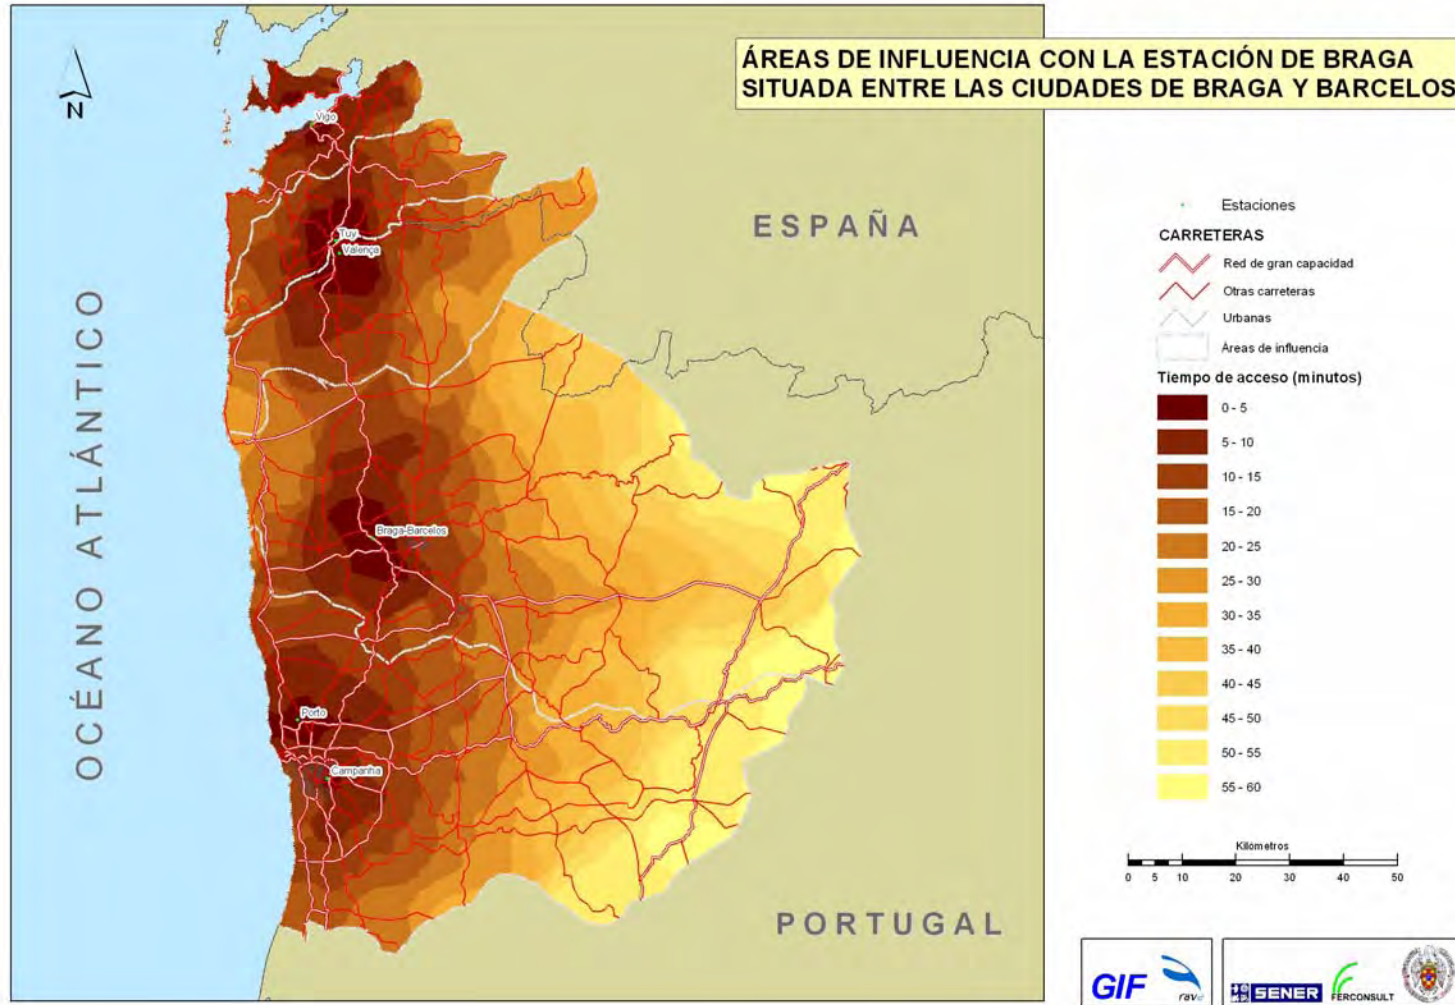 ÁREAS DE INFLUENCIA CON LA ESTACIÓN DE BRAGA
SITUADA ENTRE LAS CIUDADES DE BRAGA Y BARCELOS
N
Vigo
Tuy
Valença
Braga-Barcelos
Porto
Campanha
OCÉANO ATLÁNTICO
ESPAÑA
PORTUGAL
Estaciones
CARRETERAS
Red de gran capacidad
Otras carreteras
Urbanas
Áreas de influencia
Tiempo de acceso (minutos)
0 - 5
5 - 10
10 - 15
15 - 20
20 - 25
25 - 30
30 - 35
35 - 40
40 - 45
45 - 50
50 - 55
55 - 60
Kilómetros
0 5 10 20 30 40 50
GIF
rave
SENER
FERCONSULT